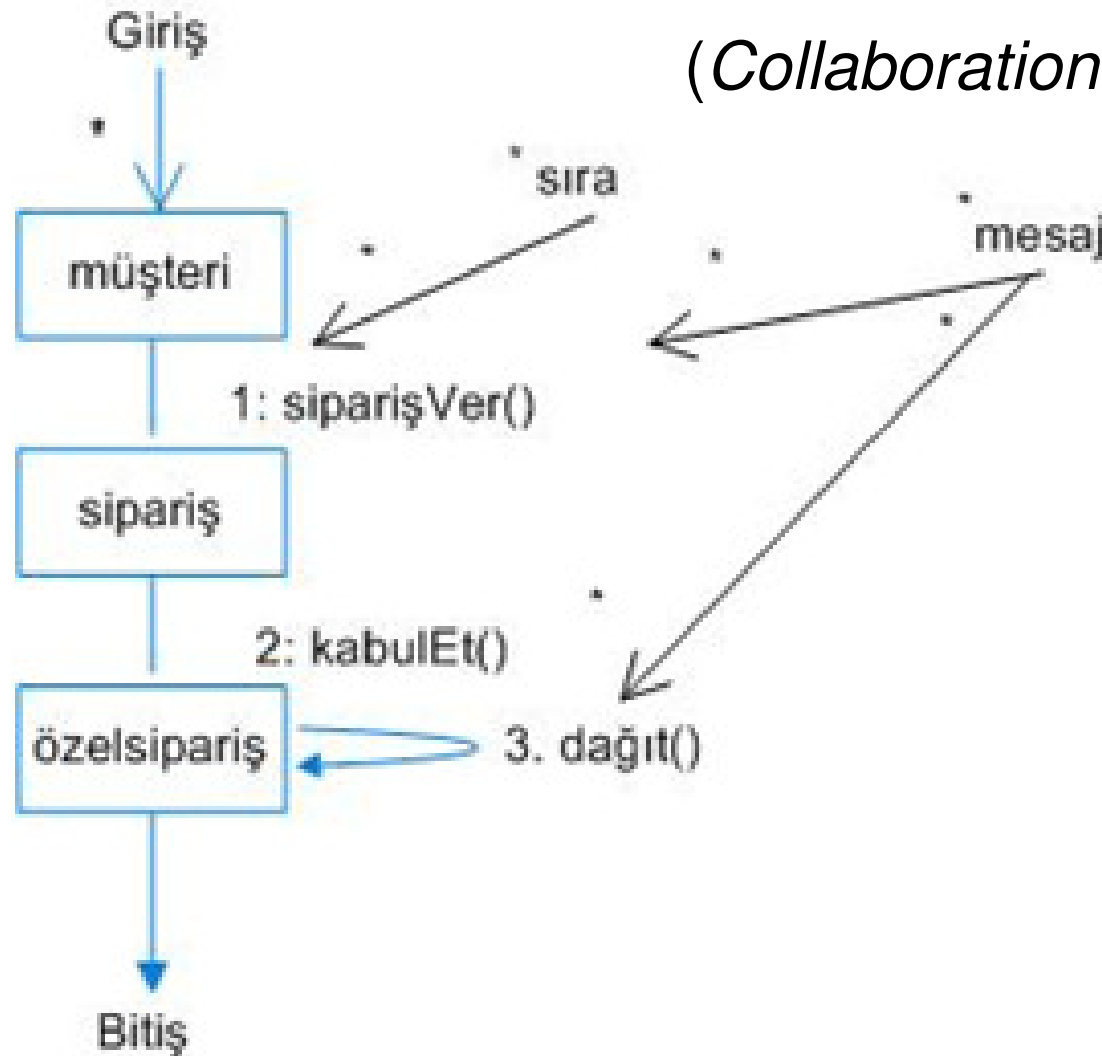 Giriş
(Collaboration
sıra
mesaj
müşteri
1: siparişVer()
sipariş
2: kabulEt()
özelsipariş
3. dağıt()
Bitiş